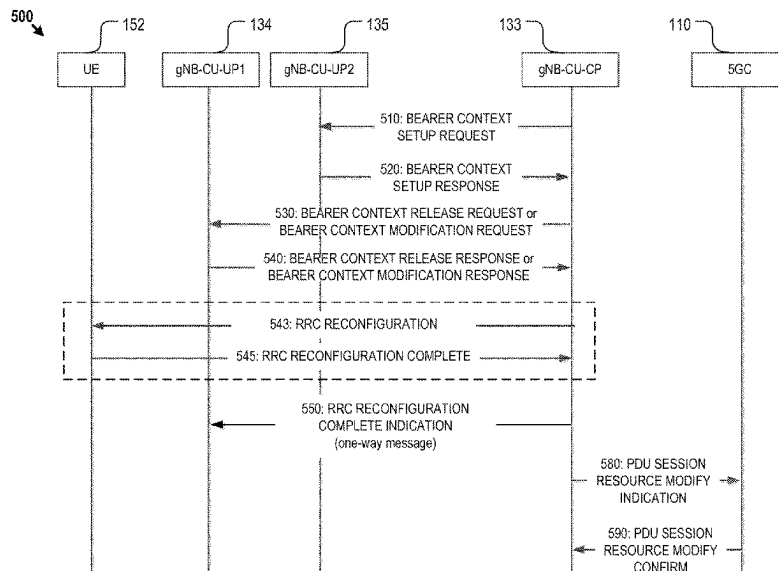 500
152
134
135
133
110
UE
gNB-CU-UP1
gNB-CU-UP2
gNB-CU-CP
5GC
510: BEARER CONTEXT
SETUP REQUEST
520: BEARER CONTEXT
SETUP RESPONSE
530: BEARER CONTEXT RELEASE REQUEST or
BEARER CONTEXT MODIFICATION REQUEST
540: BEARER CONTEXT RELEASE RESPONSE or
BEARER CONTEXT MODIFICATION RESPONSE
543: RRC RECONFIGURATION
545: RRC RECONFIGURATION COMPLETE
550: RRC RECONFIGURATION
COMPLETE INDICATION
(one-way message)
580: PDU SESSION
RESOURCE MODIFY
INDICATION
590: PDU SESSION
RESOURCE MODIFY
CONFIRM